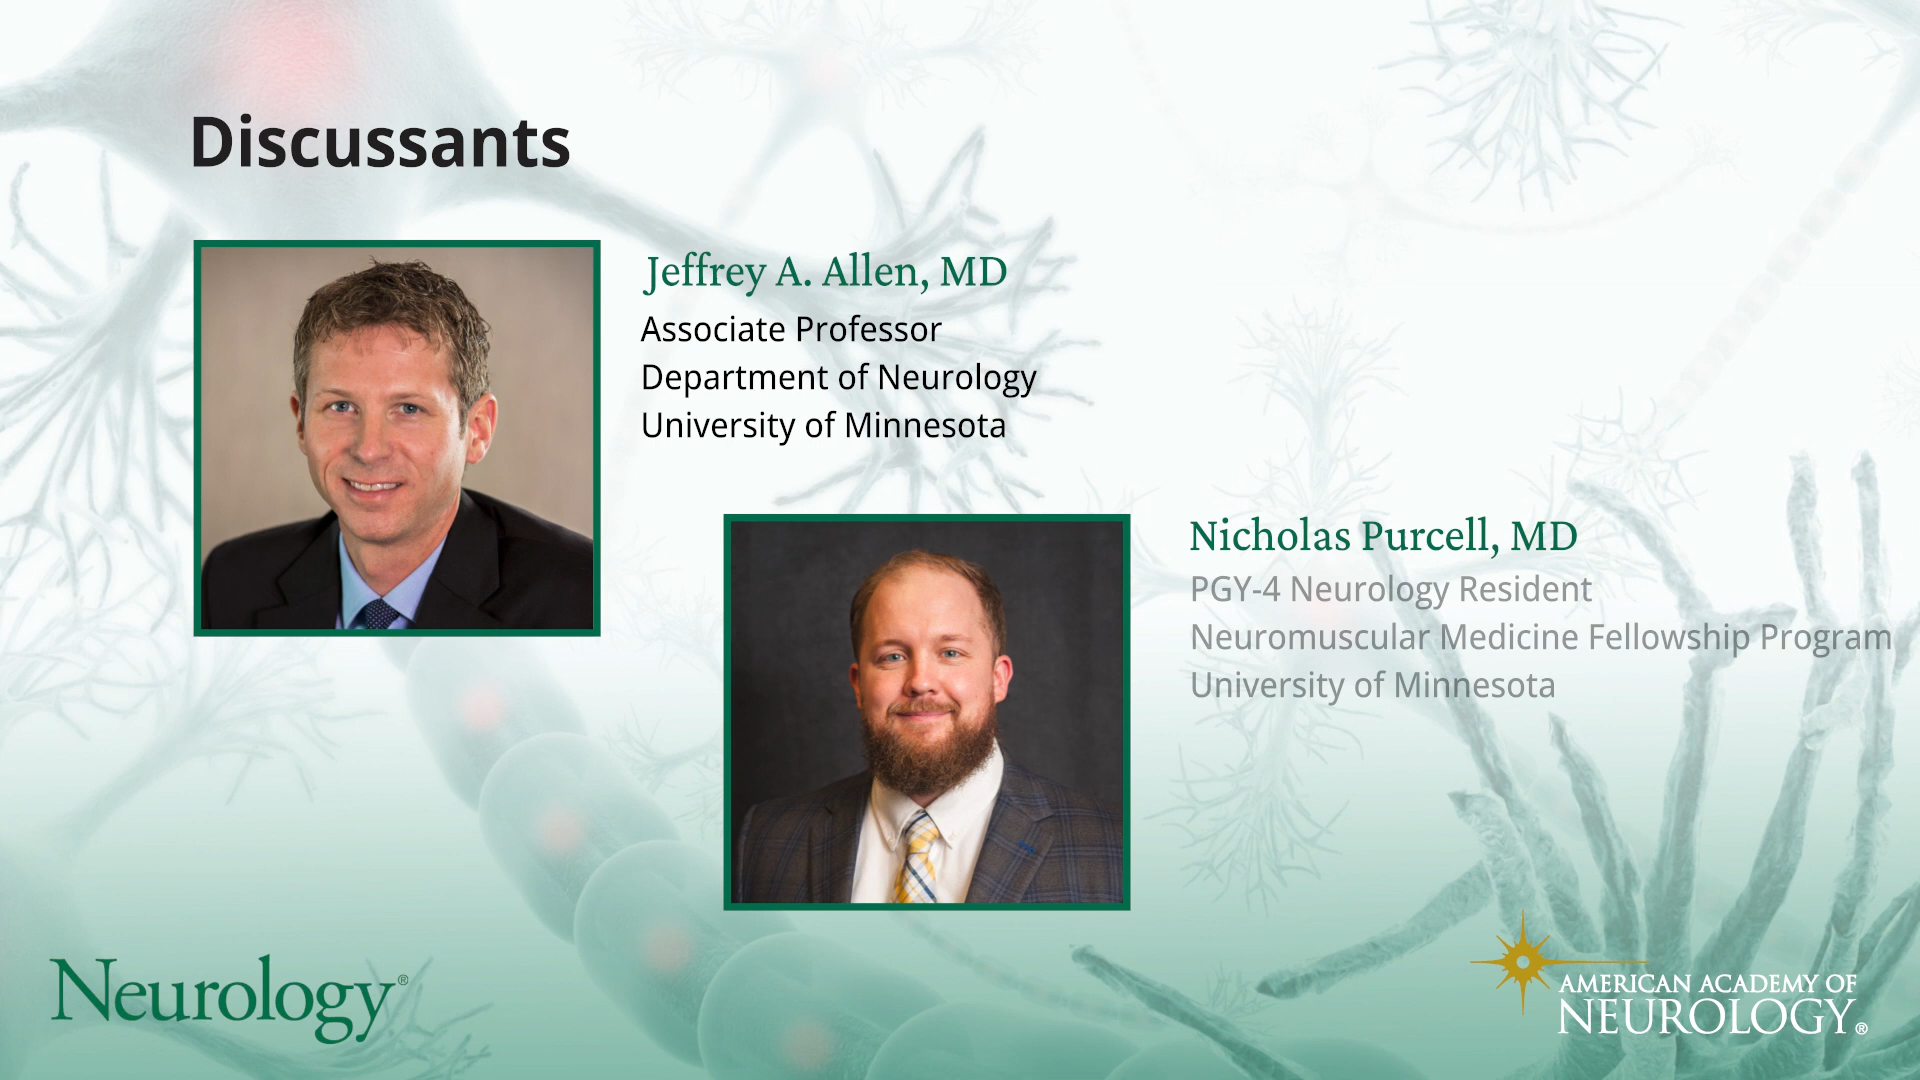 Discussants
Jeffrey A. Allen, MD
Associate Professor
Department of Neurology
University of Minnesota
Nicholas Purcell, MD
PGY-4 Neurology Resident
Neuromuscular Medicine Fellowship Program
University of Minnesota
Neurology®
AMERICAN ACADEMY OF
NEUROLOGY®